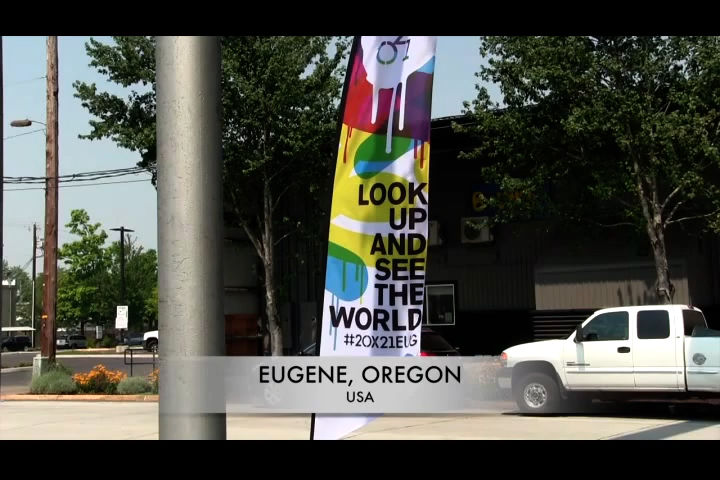 LOOK
UP
AND
SEE
THE
WORLD
#20X21EUG
EUGENE, OREGON
USA